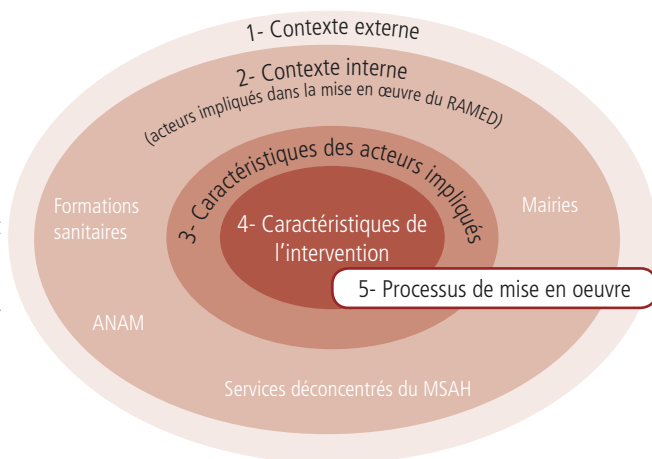 1- Contexte externe
2- Contexte interne
(acteurs impliqués dans la mise en œuvre du RAMED)
3- Caractéristiques des acteurs impliqués
Formations
sanitaires
Mairies
4- Caractéristiques de
l'intervention
5- Processus de mise en oeuvre
ANAM
Services déconcentrés du MSAH